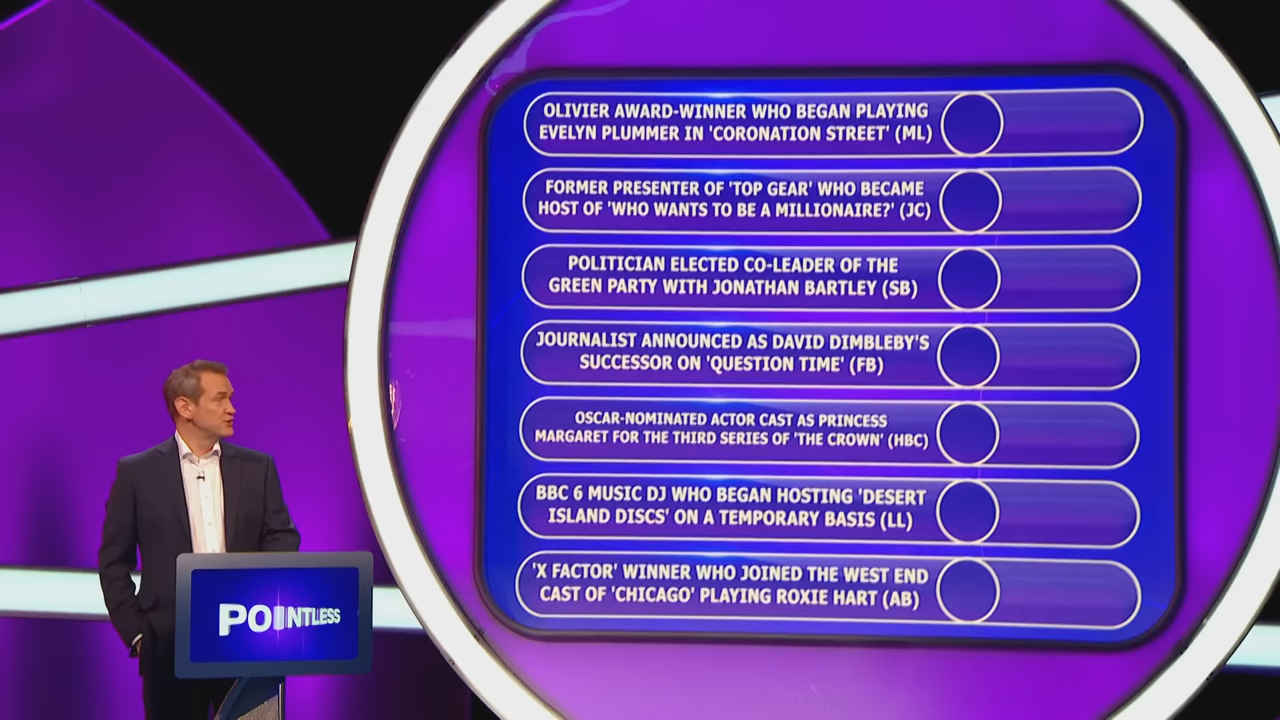 OLIVIER AWARD-WINNER WHO BEGAN PLAYING
EVELYN PLUMMER IN 'CORONATION STREET' (ML)
FORMER PRESENTER OF 'TOP GEAR' WHO BECAME
HOST OF 'WHO WANTS TO BE A MILLIONAIRE?' (JC)
POLITICIAN ELECTED CO-LEADER OF THE
GREEN PARTY WITH JONATHAN BARTLEY (SB)
JOURNALIST ANNOUNCED AS DAVID DIMBLEBY'S
SUCCESSOR ON 'QUESTION TIME' (FB)
OSCAR-NOMINATED ACTOR CAST AS PRINCESS
MARGARET FOR THE THIRD SERIES OF 'THE CROWN' (HBC)
BBC 6 MUSIC DJ WHO BEGAN HOSTING 'DESERT
ISLAND DISCS' ON A TEMPORARY BASIS (LL)
'X FACTOR' WINNER WHO JOINED THE WEST END
CAST OF 'CHICAGO' PLAYING ROXIE HART (AB)
POINTLESS